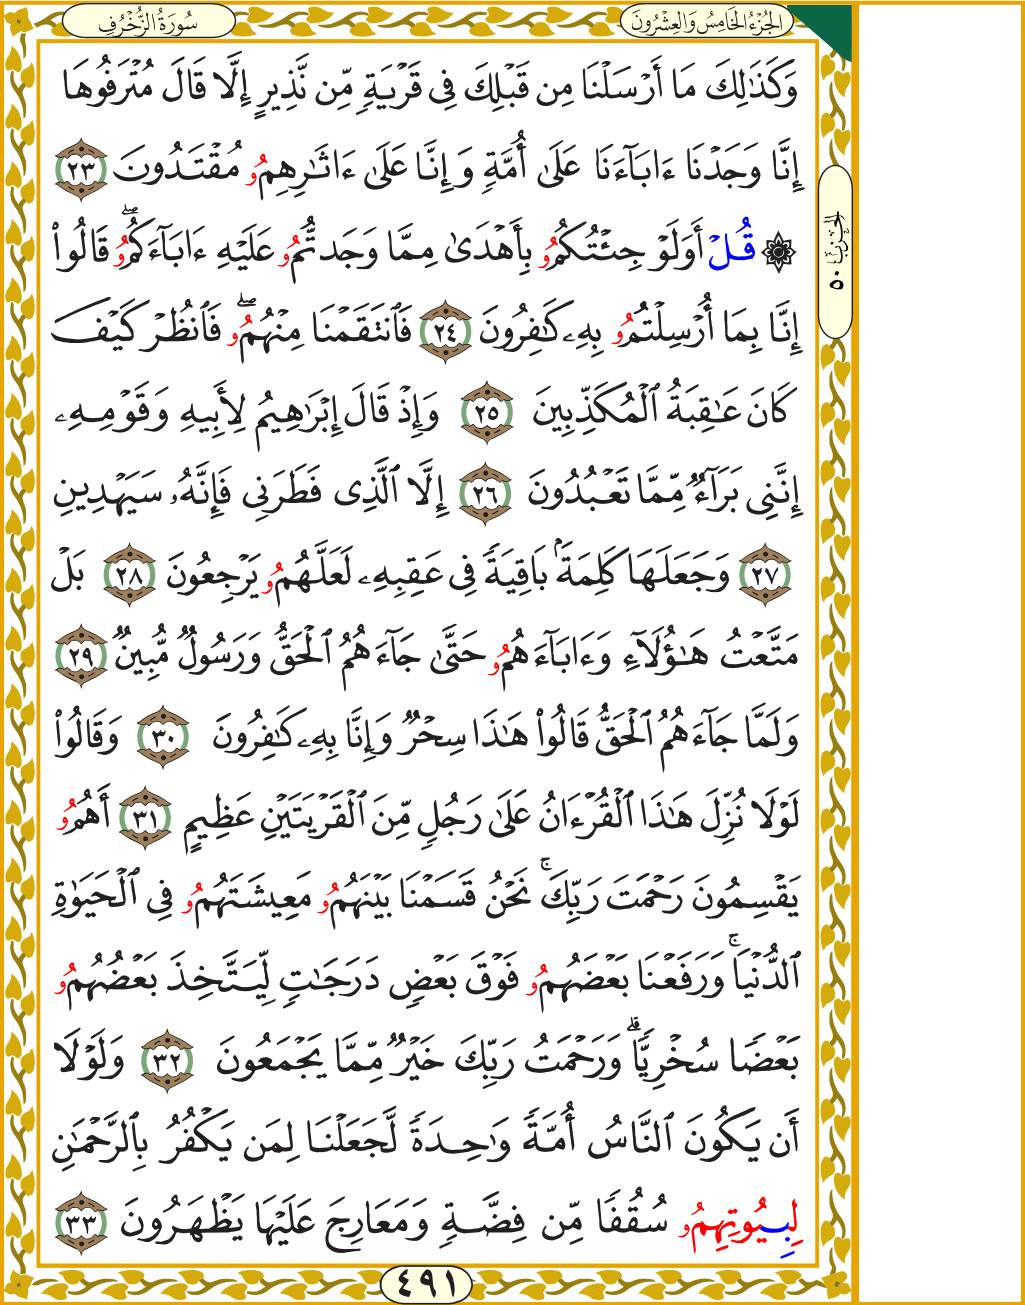 سُورَةُ الزُّخْرُفِ
الجُزْءُ الخَامِسُ وَالعِشْرُونَ
وَكَذَٰلِكَ مَا أَرْسَلْنَا مِن قَبْلِكَ فِى قَرْيَةٍ مِّن نَّذِيرٍ إِلَّا قَالَ مُتْرَفُوهَا
إِنَّا وَجَدْنَا ءَابَآءَنَا عَلَىٰ أُمَّةٍ وَإِنَّا عَلَىٰ ءَاثَٰرِهِمُو مُقْتَدُونَ ٢٣
۞ قُلْ أَوَلَوْ جِئْتُكُمُو بِأَهْدَىٰ مِمَّا وَجَدتُّمُو عَلَيْهِ ءَابَآءَكُمُو ۖ قَالُوا۟
إِنَّا بِمَا أُرْسِلْتُمُو بِهِۦ كَٰفِرُونَ ٢٤ فَٱنتَقَمْنَا مِنْهُمُو ۖ فَٱنظُرْ كَيْفَ
كَانَ عَٰقِبَةُ ٱلْمُكَذِّبِينَ ٢٥ وَإِذْ قَالَ إِبْرَٰهِيمُ لِأَبِيهِ وَقَوْمِهِۦ
إِنَّنِى بَرَآءٌ مِّمَّا تَعْبُدُونَ ٢٦ إِلَّا ٱلَّذِى فَطَرَنِى فَإِنَّهُۥ سَيَهْدِينِ
٢٧ وَجَعَلَهَا كَلِمَةًۢ بَاقِيَةً فِى عَقِبِهِۦ لَعَلَّهُمُو يَرْجِعُونَ ٢٨ بَلْ
مَتَّعْتُ هَٰٓؤُلَآءِ وَءَابَآءَهُمُو حَتَّىٰ جَآءَهُمُ ٱلْحَقُّ وَرَسُولٌ مُّبِينٌ ٢٩
وَلَمَّا جَآءَهُمُ ٱلْحَقُّ قَالُوا۟ هَٰذَا سِحْرٌ وَإِنَّا بِهِۦ كَٰفِرُونَ ٣٠ وَقَالُوا۟
لَوْلَا نُزِّلَ هَٰذَا ٱلْقُرْءَانُ عَلَىٰ رَجُلٍ مِّنَ ٱلْقَرْيَتَيْنِ عَظِيمٍ ٣١ أَهُمُو
يَقْسِمُونَ رَحْمَتَ رَبِّكَ ۚ نَحْنُ قَسَمْنَا بَيْنَهُمُو مَعِيشَتَهُمُو فِى ٱلْحَيَوٰةِ
ٱلدُّنْيَا ۚ وَرَفَعْنَا بَعْضَهُمُو فَوْقَ بَعْضٍ دَرَجَٰتٍ لِّيَتَّخِذَ بَعْضُهُمُو
بَعْضًا سُخْرِيًّا ۗ وَرَحْمَتُ رَبِّكَ خَيْرٌ مِّمَّا يَجْمَعُونَ ٣٢ وَلَوْلَا
أَن يَكُونَ ٱلنَّاسُ أُمَّةً وَٰحِدَةً لَّجَعَلْنَا لِمَن يَكْفُرُ بِٱلرَّحْمَٰنِ
لِبِيُوتِهِمُو سُقُفًا مِّن فِضَّةٍ وَمَعَارِجَ عَلَيْهَا يَظْهَرُونَ ٣٣
الحِزْبُ ٥٠
٤٩١